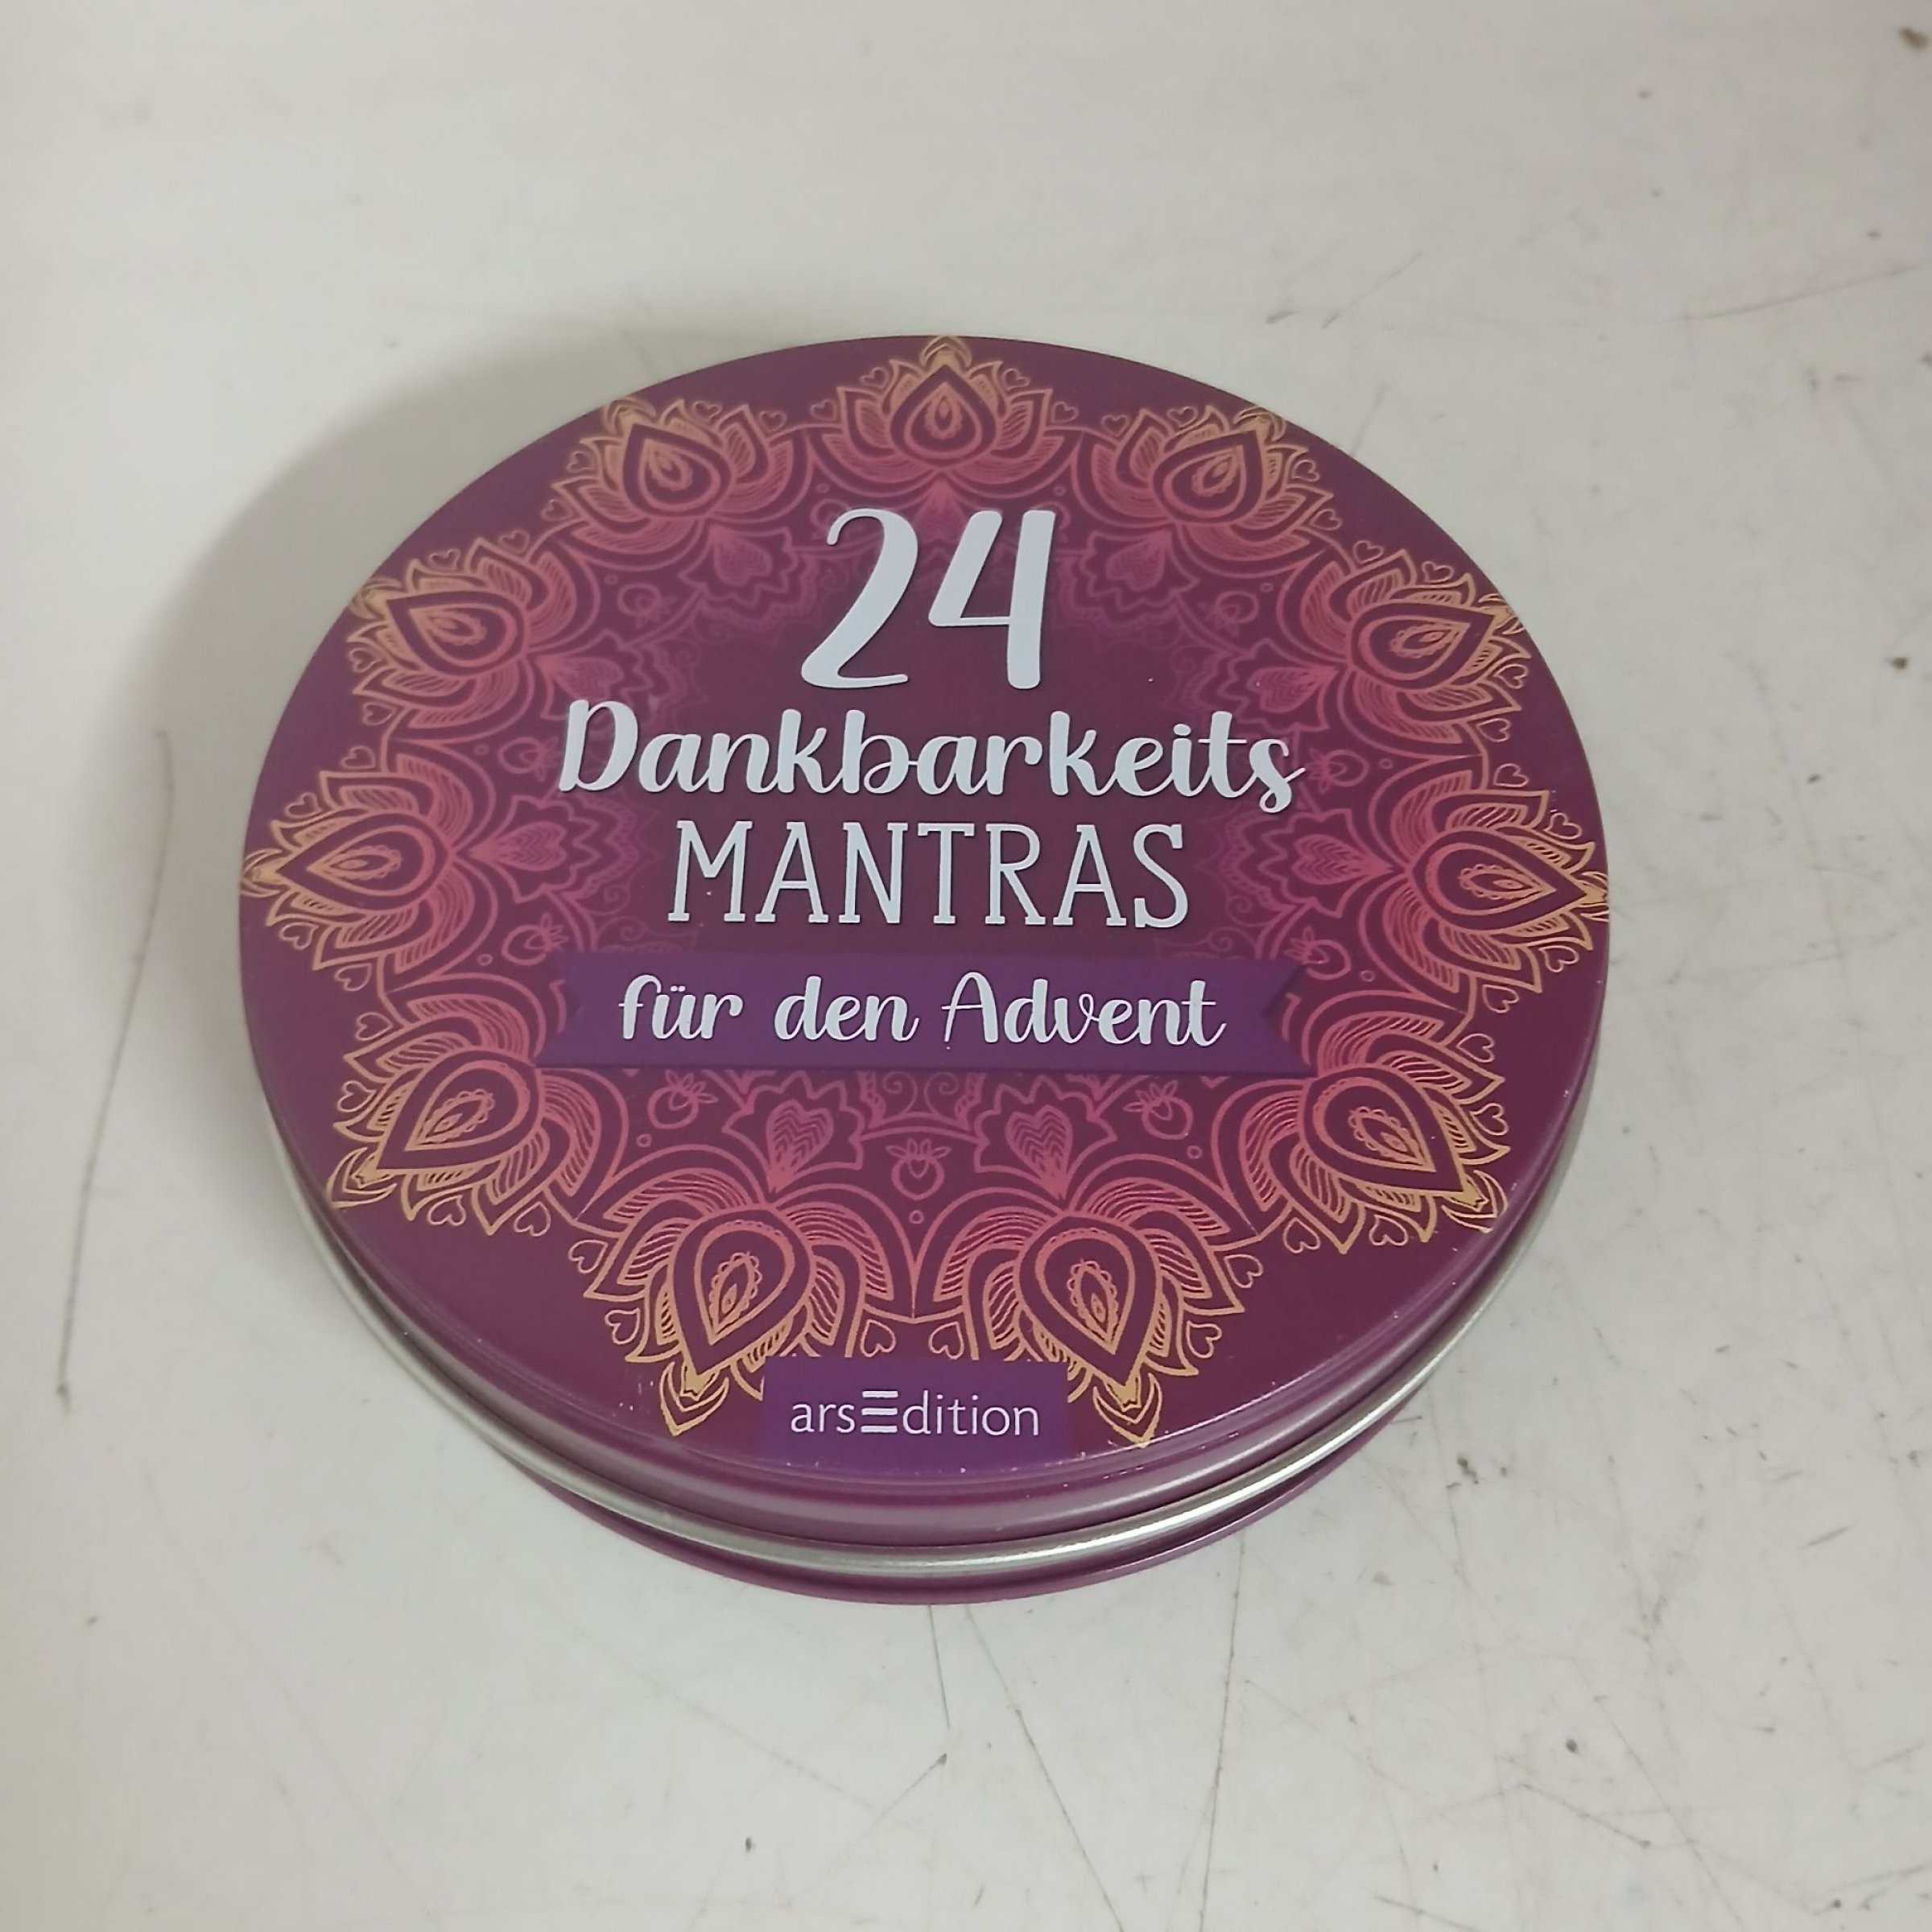 24
Dankbarkeits
MANTRAS
für den Advent
arsEdition